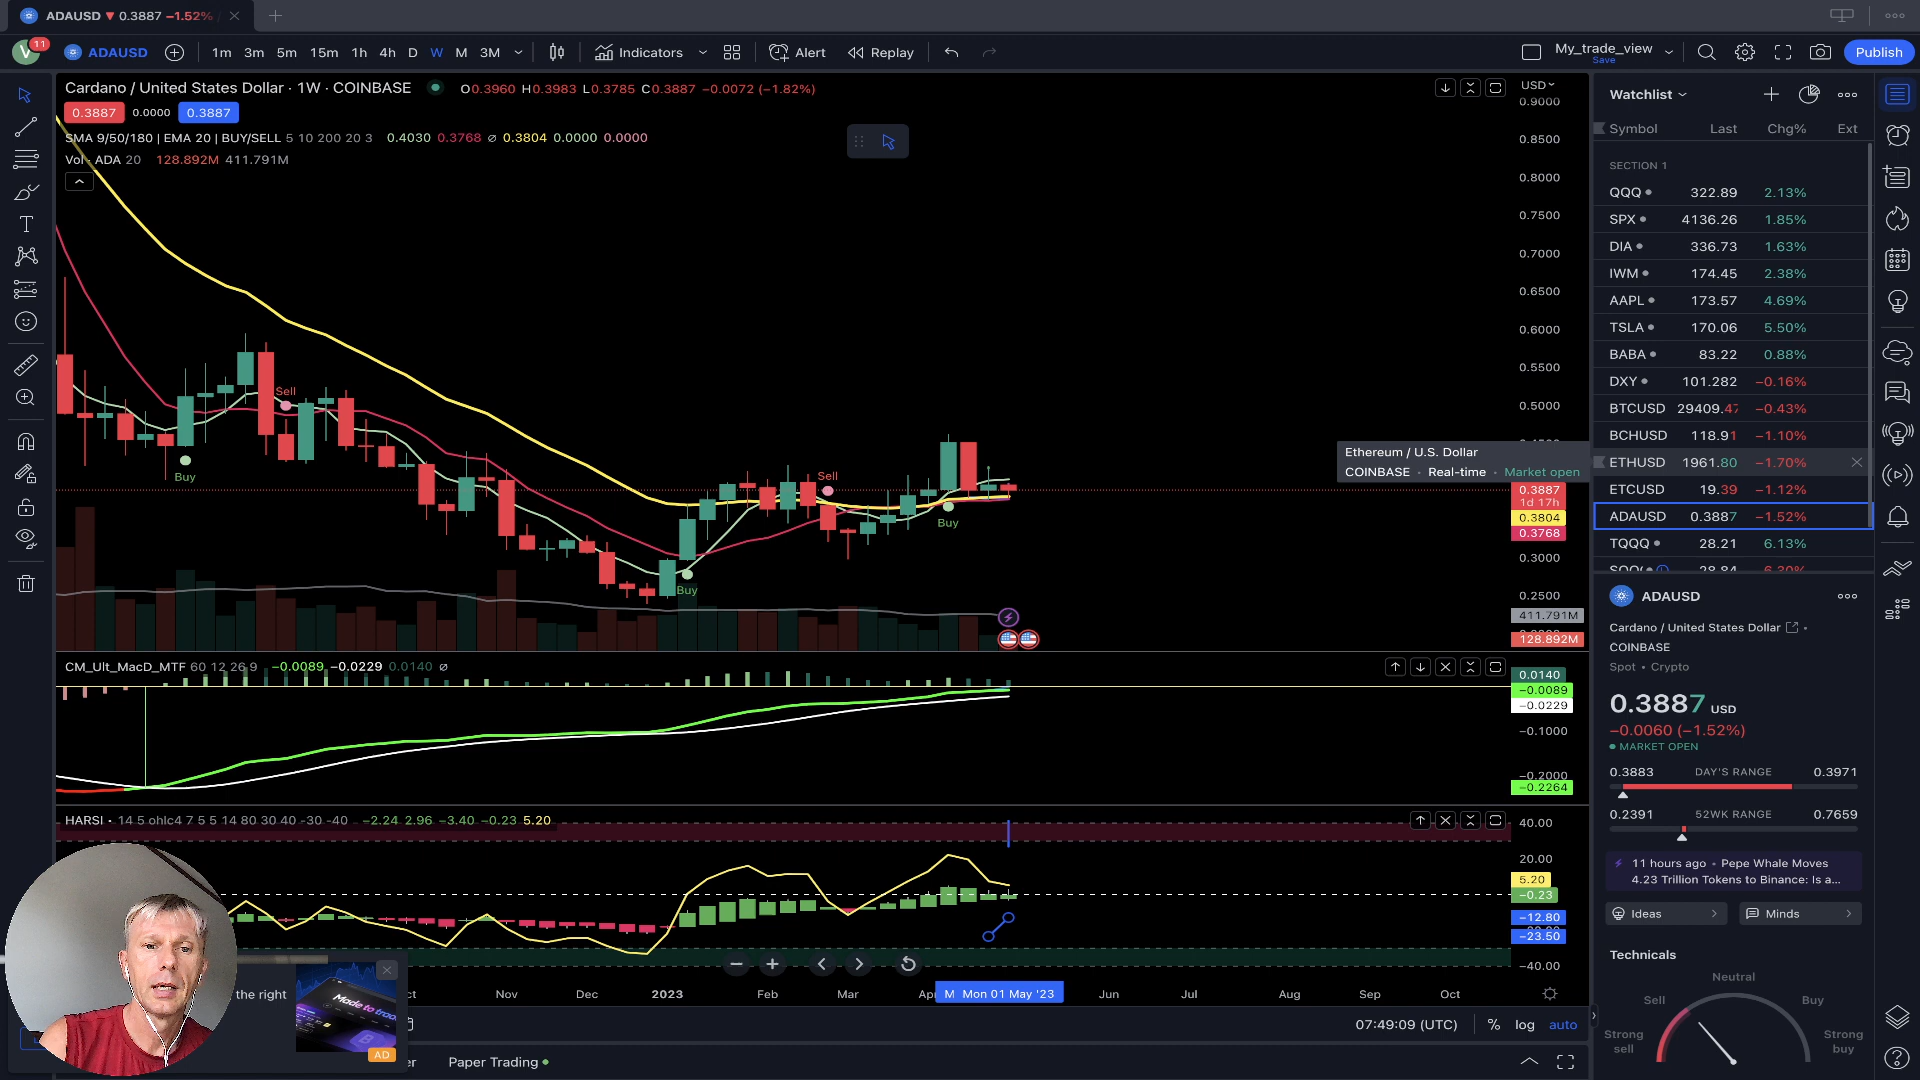 ADAUSD ▼ 0.3887 −1.52%
V 11 ADAUSD 1m 3m 5m 15m 1h 4h D W M 3M Indicators Alert Replay My_trade_view Save Publish
Cardano / United States Dollar · 1W · COINBASE O0.3960 H0.3983 L0.3785 C0.3887 −0.0072 (−1.82%)
0.3887 0.0000 0.3887
SMA 9/50/180 | EMA 20 | BUY/SELL 5 10 200 20 3 0.4030 0.3768 ∅ 0.3804 0.0000 0.0000
Vol · ADA 20 128.892M 411.791M
USD
0.9000
0.8500
0.8000
0.7500
0.7000
0.6500
0.6000
0.5500
0.5000
0.3887
1d 17h
0.3804
0.3768
0.3000
0.2500
411.791M
128.892M
Sell
Buy
Sell
Buy
Buy
Ethereum / U.S. Dollar
COINBASE · Real-time · Market open
CM_Ult_MacD_MTF 60 12 26 9 −0.0089 −0.0229 0.0140 ∅
0.0140
−0.0089
−0.0229
−0.1000
−0.2000
−0.2264
HARSI · 14 5 ohlc4 7 5 5 14 80 30 40 -30 -40 −2.24 2.96 −3.40 −0.23 5.20
40.00
20.00
5.20
−0.23
−12.80
−23.50
−40.00
Nov Dec 2023 Feb Mar M Mon 01 May '23 Jun Jul Aug Sep Oct
the right
Made to trade
AD
07:49:09 (UTC) % log auto
Paper Trading
Watchlist
Symbol Last Chg% Ext
SECTION 1
QQQ 322.89 2.13%
SPX 4136.26 1.85%
DIA 336.73 1.63%
IWM 174.45 2.38%
AAPL 173.57 4.69%
TSLA 170.06 5.50%
BABA 83.22 0.88%
DXY 101.282 −0.16%
BTCUSD 29409.47 −0.43%
BCHUSD 118.91 −1.10%
ETHUSD 1961.80 −1.70%
ETCUSD 19.39 −1.12%
ADAUSD 0.3887 −1.52%
TQQQ 28.21 6.13%
ADAUSD
Cardano / United States Dollar
COINBASE
Spot • Crypto
0.3887 USD
−0.0060 (−1.52%)
MARKET OPEN
0.3883 DAY'S RANGE 0.3971
0.2391 52WK RANGE 0.7659
11 hours ago • Pepe Whale Moves
4.23 Trillion Tokens to Binance: Is a...
Ideas Minds
Technicals
Neutral
Sell Buy
Strong sell Strong buy